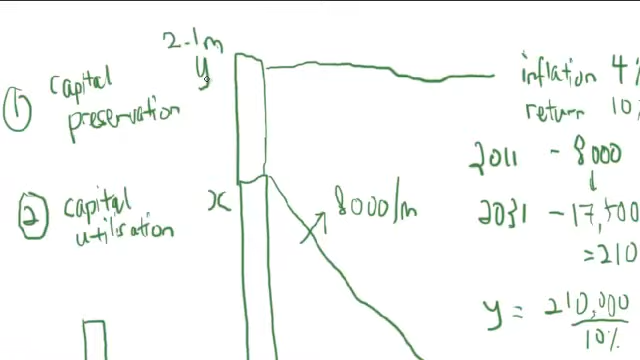 2.1m
y
① capital
preservation
② capital
utilisation
x
8000/m
inflation 4%
return 10%
2011 - 8000
↓
2031 - 17,500
= 210
y = 210,000
10%